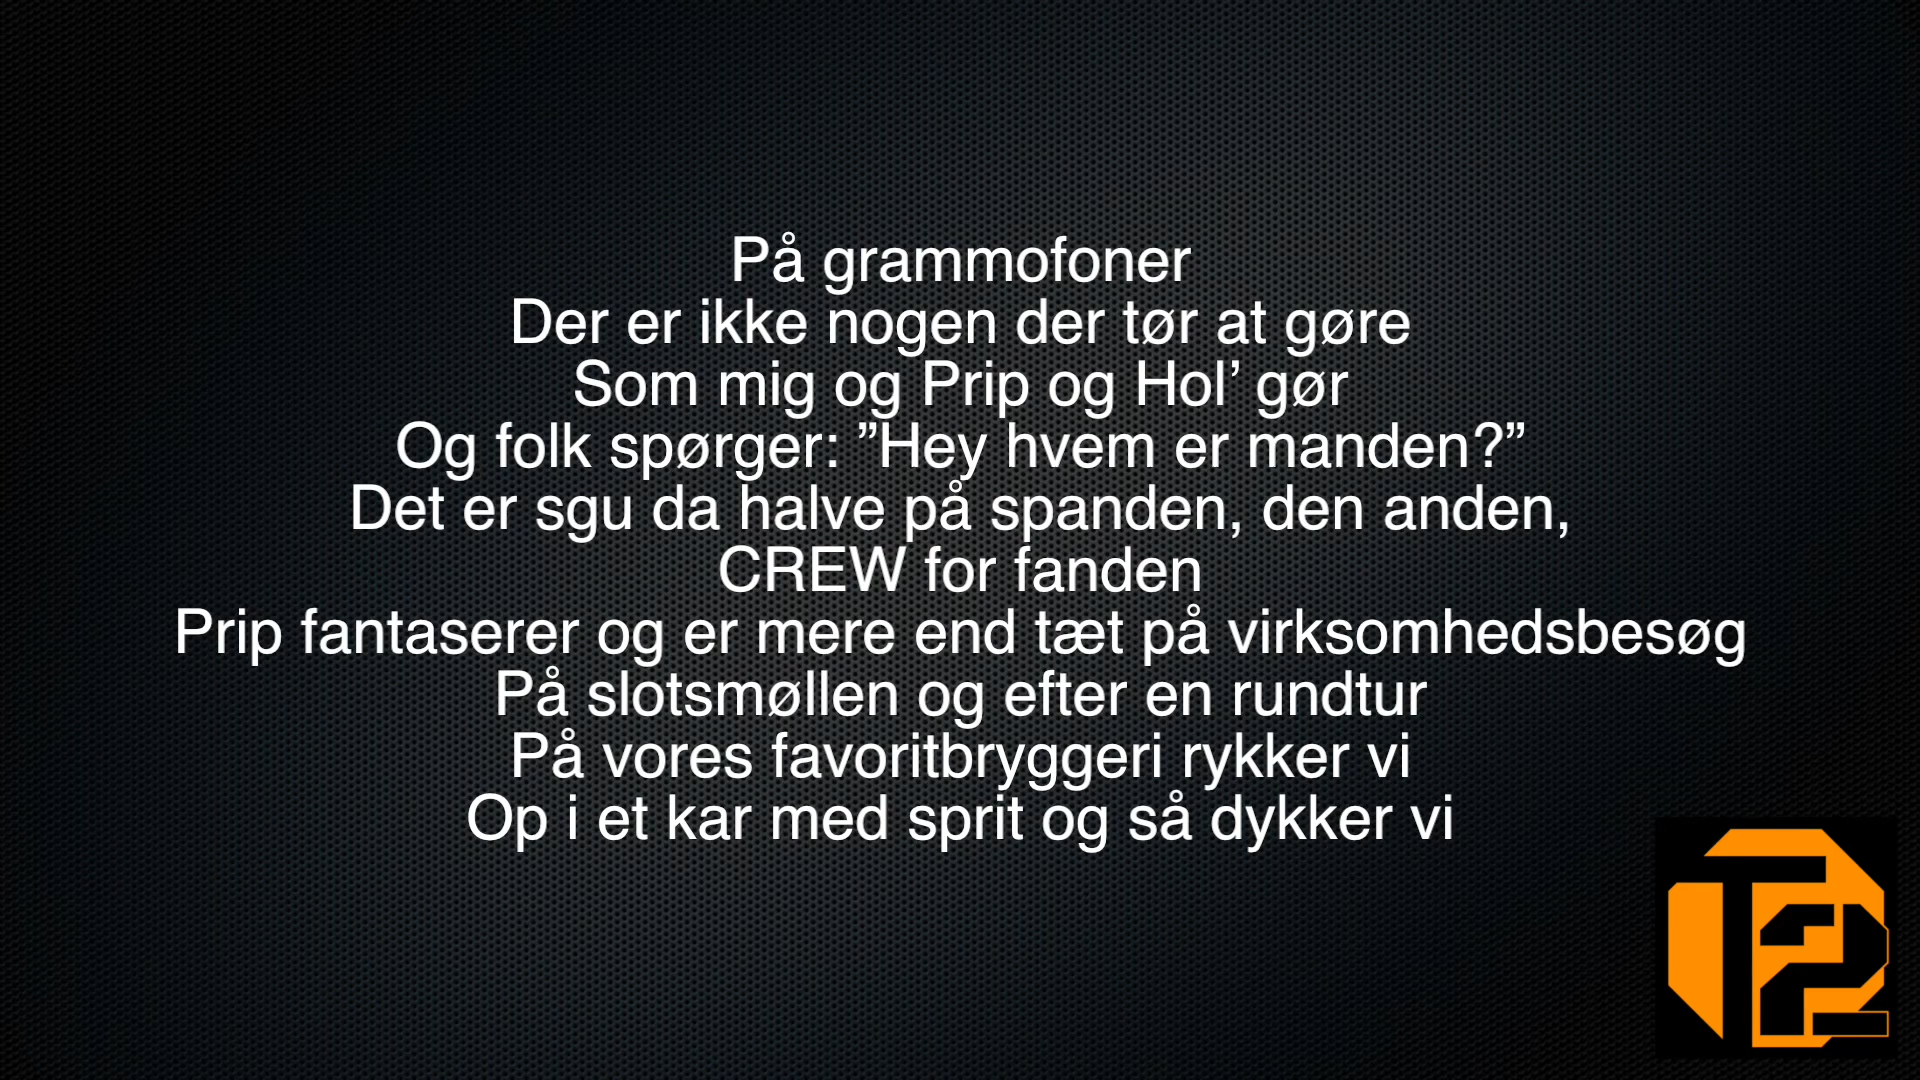 På grammofoner
Der er ikke nogen der tør at gøre
Som mig og Prip og Hol’ gør
Og folk spørger: ”Hey hvem er manden?”
Det er sgu da halve på spanden, den anden,
CREW for fanden
Prip fantaserer og er mere end tæt på virksomhedsbesøg
På slotsmøllen og efter en rundtur
På vores favoritbryggeri rykker vi
Op i et kar med sprit og så dykker vi
T2